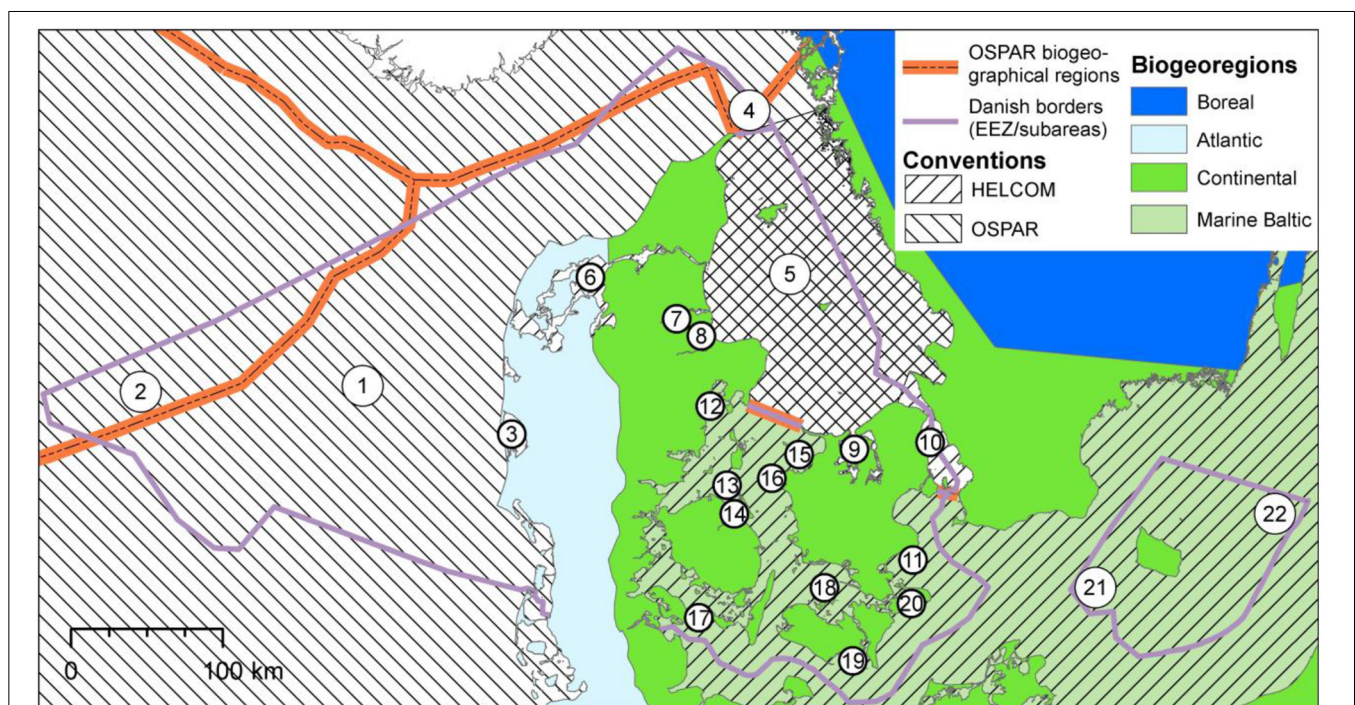 OSPAR biogeo-
graphical regions
Danish borders
(EEZ/subareas)
Conventions
HELCOM
OSPAR
Biogeoregions
Boreal
Atlantic
Continental
Marine Baltic
4
5
6
7
8
2
1
3
12
9
10
15
16
13
14
22
11
21
18
20
17
19
0 100 km